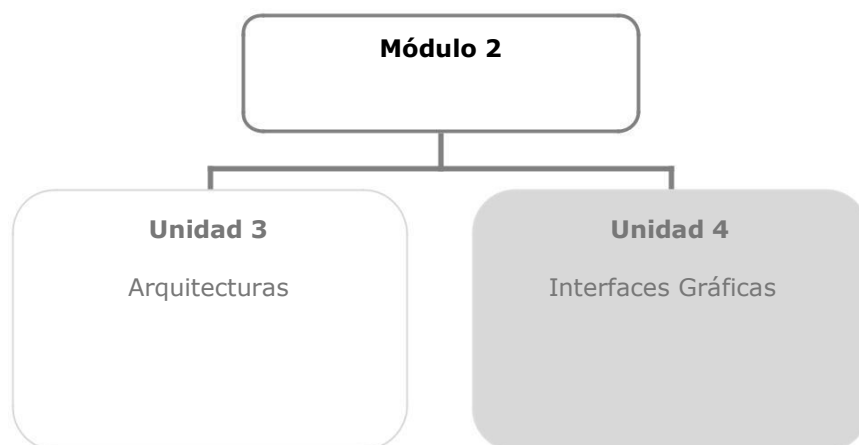 Módulo 2
Unidad 3
Arquitecturas
Unidad 4
Interfaces Gráficas